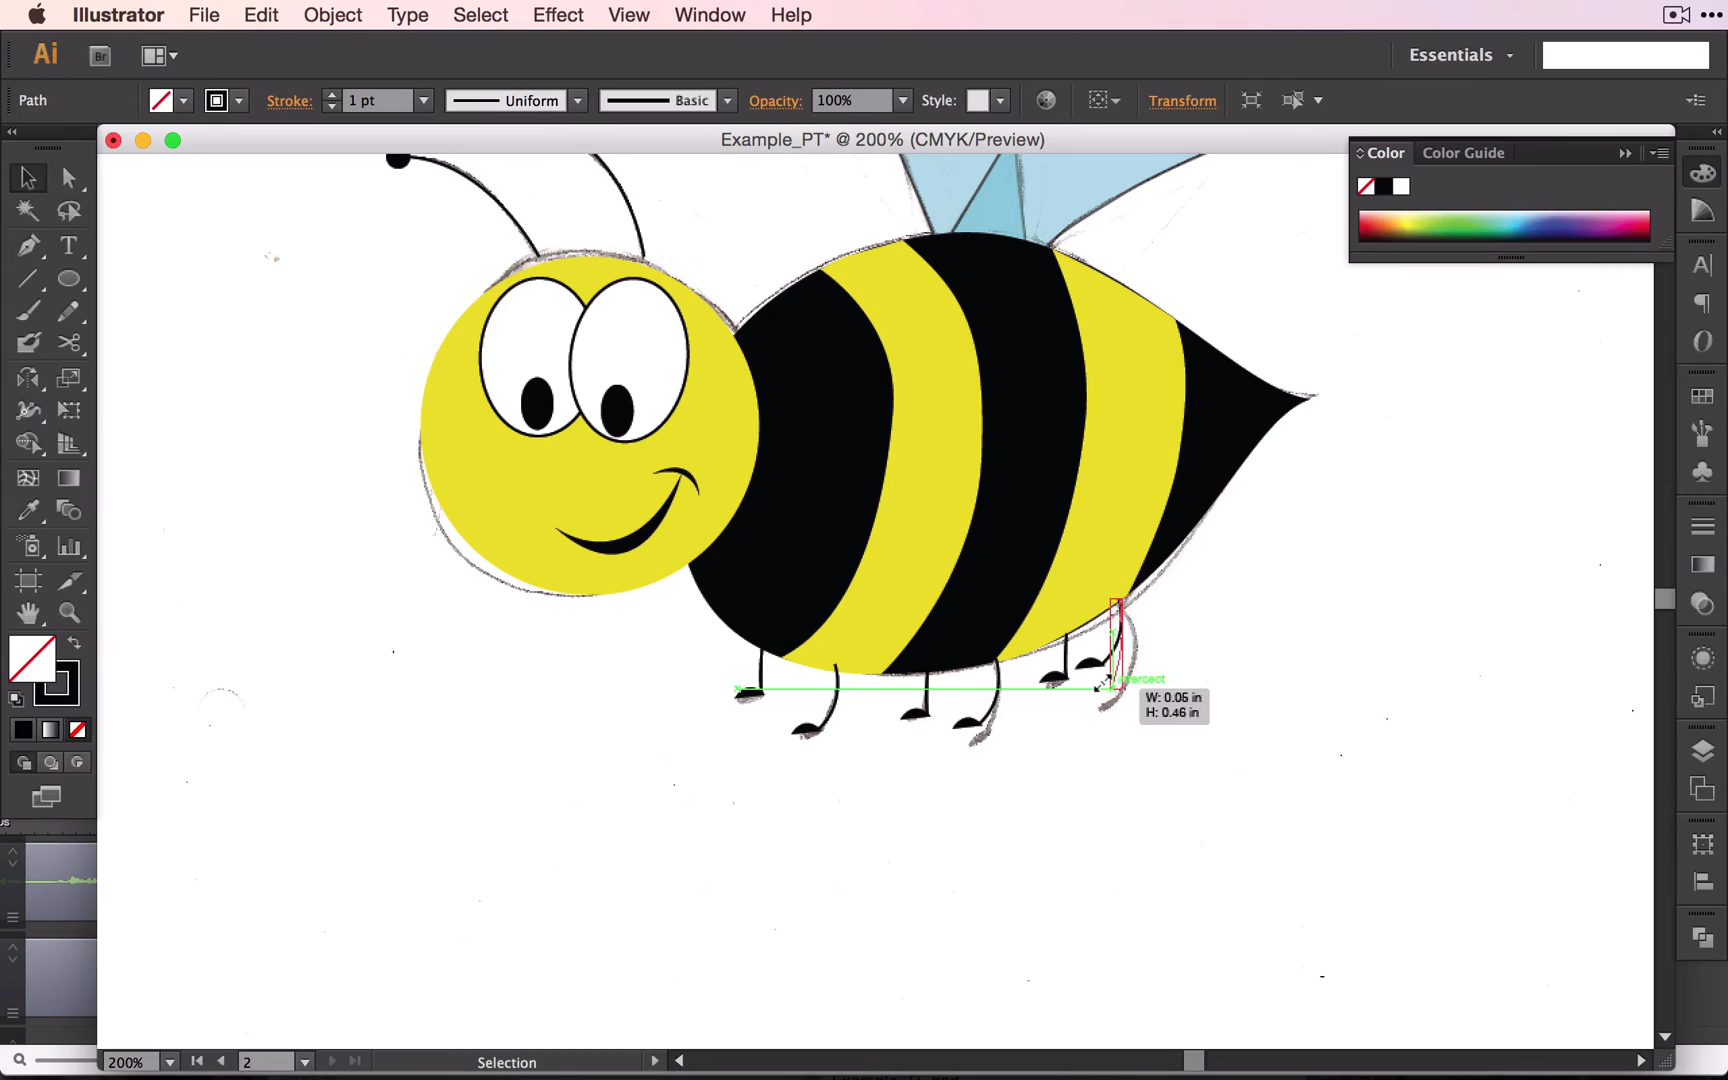 Illustrator File Edit Object Type Select Effect View Window Help
Ai Br Essentials
Path Stroke: 1 pt Uniform Basic Opacity: 100% Style: Transform
Example_PT* @ 200% (CMYK/Preview)
Color Color Guide
intersect
W: 0.05 in
H: 0.46 in
200% 2 Selection